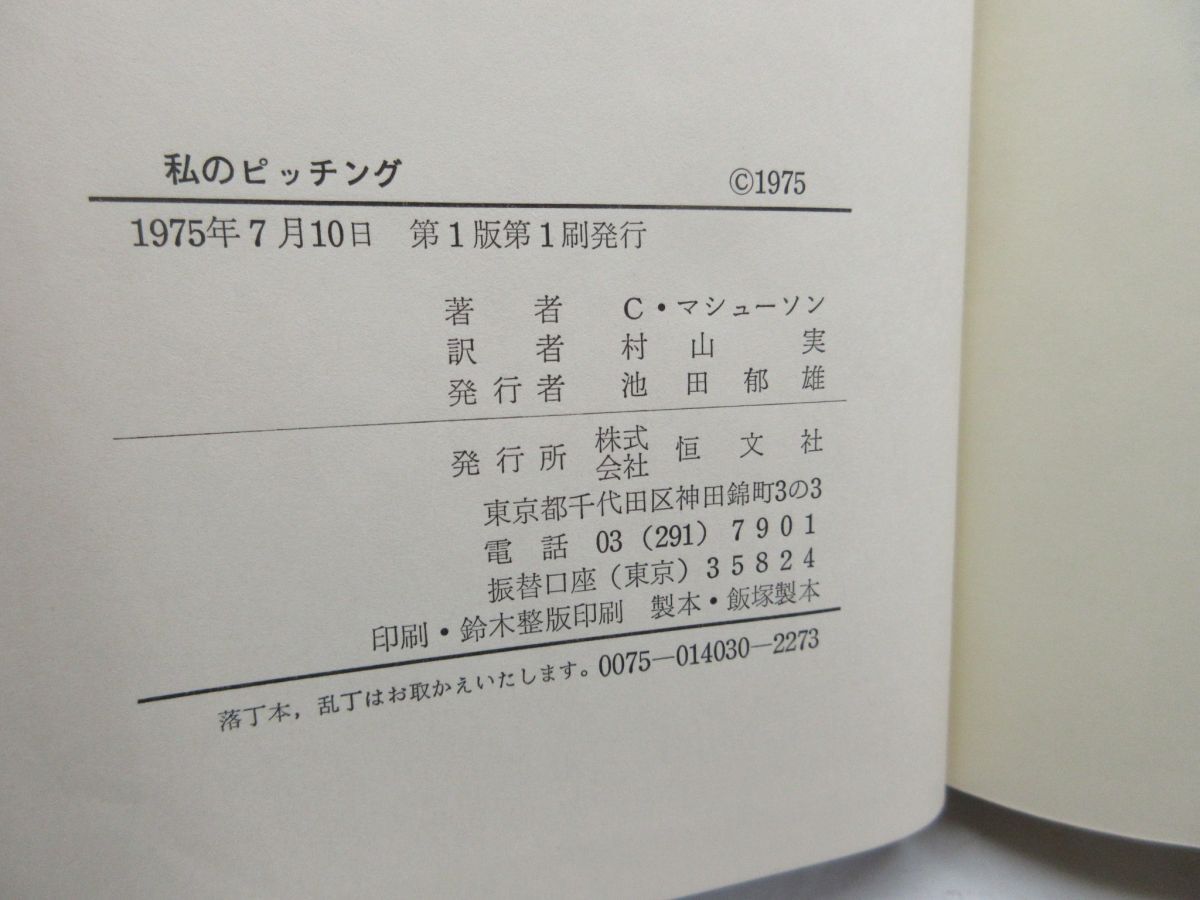 私のピッチング ©1975
1975年7月10日 第1版第1刷発行
著者 C・マシューソン
訳者 村山実
発行者 池田郁雄
発行所 株式会社 恒文社
東京都千代田区神田錦町3の3
電話 03（291）7901
振替口座（東京）35824
印刷・鈴木整版印刷 製本・飯塚製本
落丁本，乱丁はお取かえいたします。0075―014030―2273